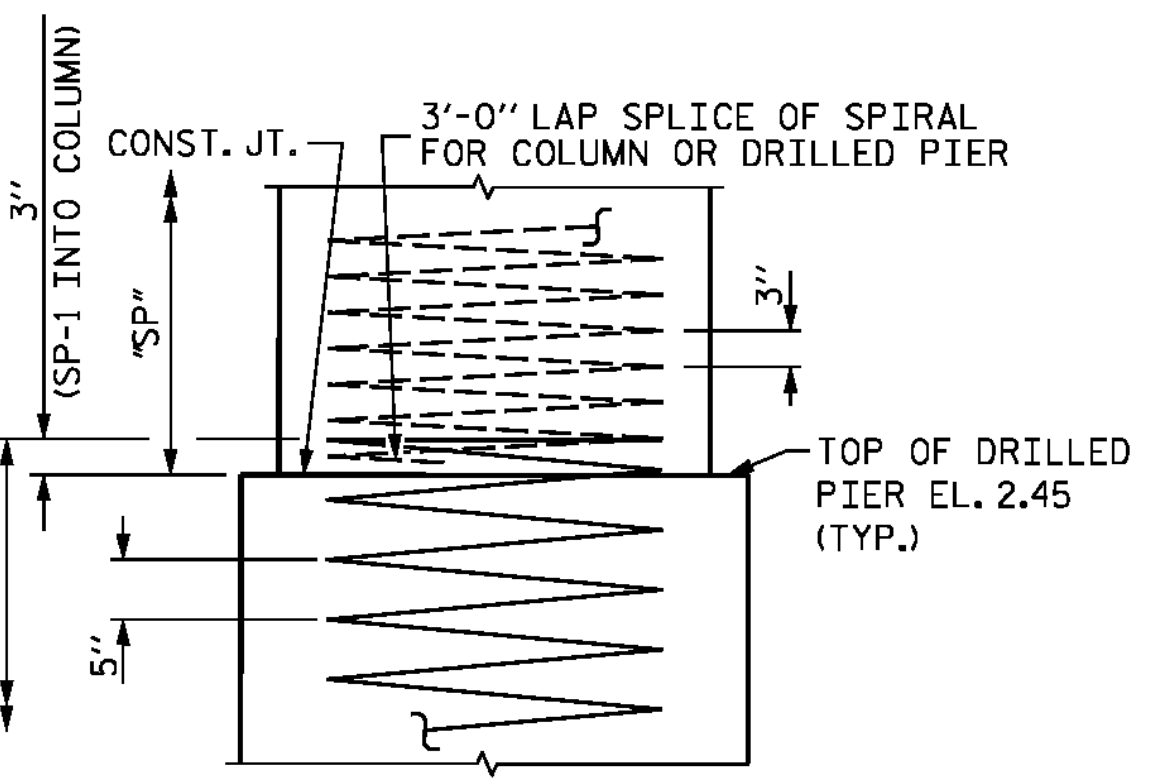 3"
(SP-1 INTO COLUMN)
CONST. JT.
3'-0" LAP SPLICE OF SPIRAL
FOR COLUMN OR DRILLED PIER
"SP"
3"
TOP OF DRILLED
PIER EL. 2.45
(TYP.)
5"